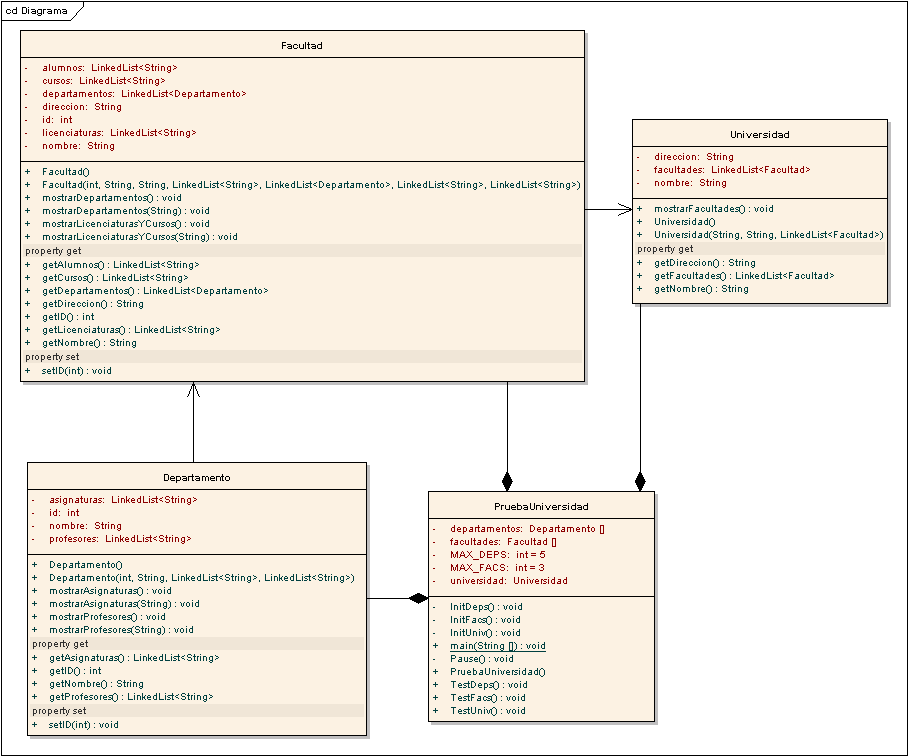 cd Diagrama
Facultad
- alumnos: LinkedList<String>
- cursos: LinkedList<String>
- departamentos: LinkedList<Departamento>
- direccion: String
- id: int
- licenciaturas: LinkedList<String>
- nombre: String
+ Facultad()
+ Facultad(int, String, String, LinkedList<String>, LinkedList<Departamento>, LinkedList<String>, LinkedList<String>)
+ mostrarDepartamentos() : void
+ mostrarDepartamentos(String) : void
+ mostrarLicenciaturasYCursos() : void
+ mostrarLicenciaturasYCursos(String) : void
property get
+ getAlumnos() : LinkedList<String>
+ getCursos() : LinkedList<String>
+ getDepartamentos() : LinkedList<Departamento>
+ getDireccion() : String
+ getID() : int
+ getLicenciaturas() : LinkedList<String>
+ getNombre() : String
property set
+ setID(int) : void
Universidad
- direccion: String
- facultades: LinkedList<Facultad>
- nombre: String
+ mostrarFacultades() : void
+ Universidad()
+ Universidad(String, String, LinkedList<Facultad>)
property get
+ getDireccion() : String
+ getFacultades() : LinkedList<Facultad>
+ getNombre() : String
Departamento
- asignaturas: LinkedList<String>
- id: int
- nombre: String
- profesores: LinkedList<String>
+ Departamento()
+ Departamento(int, String, LinkedList<String>, LinkedList<String>)
+ mostrarAsignaturas() : void
+ mostrarAsignaturas(String) : void
+ mostrarProfesores() : void
+ mostrarProfesores(String) : void
property get
+ getAsignaturas() : LinkedList<String>
+ getID() : int
+ getNombre() : String
+ getProfesores() : LinkedList<String>
property set
+ setID(int) : void
PruebaUniversidad
- departamentos: Departamento []
- facultades: Facultad []
- MAX_DEPS: int = 5
- MAX_FACS: int = 3
- universidad: Universidad
- InitDeps() : void
- InitFacs() : void
- InitUniv() : void
+ main(String []) : void
- Pause() : void
+ PruebaUniversidad()
+ TestDeps() : void
+ TestFacs() : void
+ TestUniv() : void